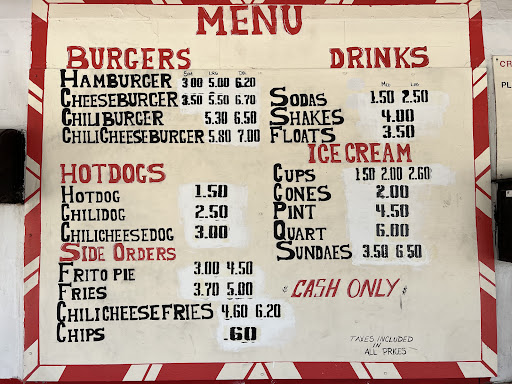 MENU
BURGERS
SM LRG DBL
HAMBURGER 3.00 5.00 6.20
CHEESEBURGER 3.50 5.50 6.70
CHILIBURGER 5.30 6.50
CHILICHEESEBURGER 5.80 7.00
HOTDOGS
HOTDOG 1.50
CHILIDOG 2.50
CHILICHEESEDOG 3.00
SIDE ORDERS
FRITO PIE 3.00 4.50
FRIES 3.70 5.00
CHILICHEESEFRIES 4.60 6.20
CHIPS .60
DRINKS
MED LRG
SODAS 1.50 2.50
SHAKES 4.00
FLOATS 3.50
ICE CREAM
CUPS 1.50 2.00 2.60
CONES 2.00
PINT 4.50
QUART 6.00
SUNDAES 3.50 6.50
CASH ONLY
TAXES INCLUDED
IN
ALL PRICES